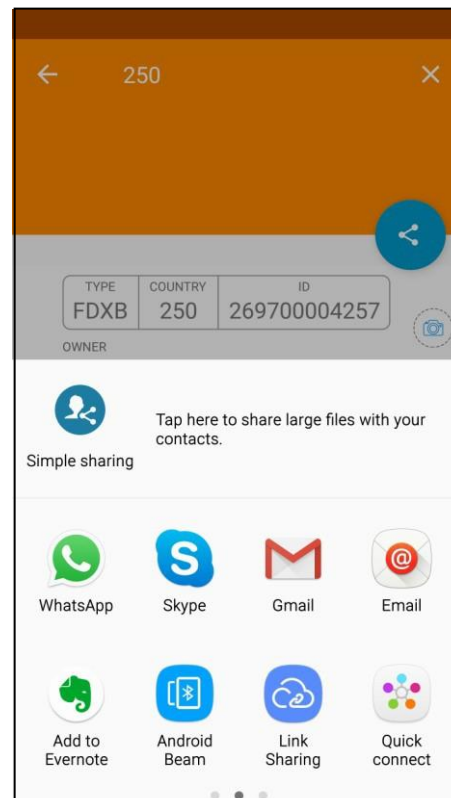 250
TYPE COUNTRY ID
FDXB 250 269700004257
OWNER
Tap here to share large files with your
contacts.
Simple sharing
WhatsApp Skype Gmail Email
Add to Android Link Quick
Evernote Beam Sharing connect